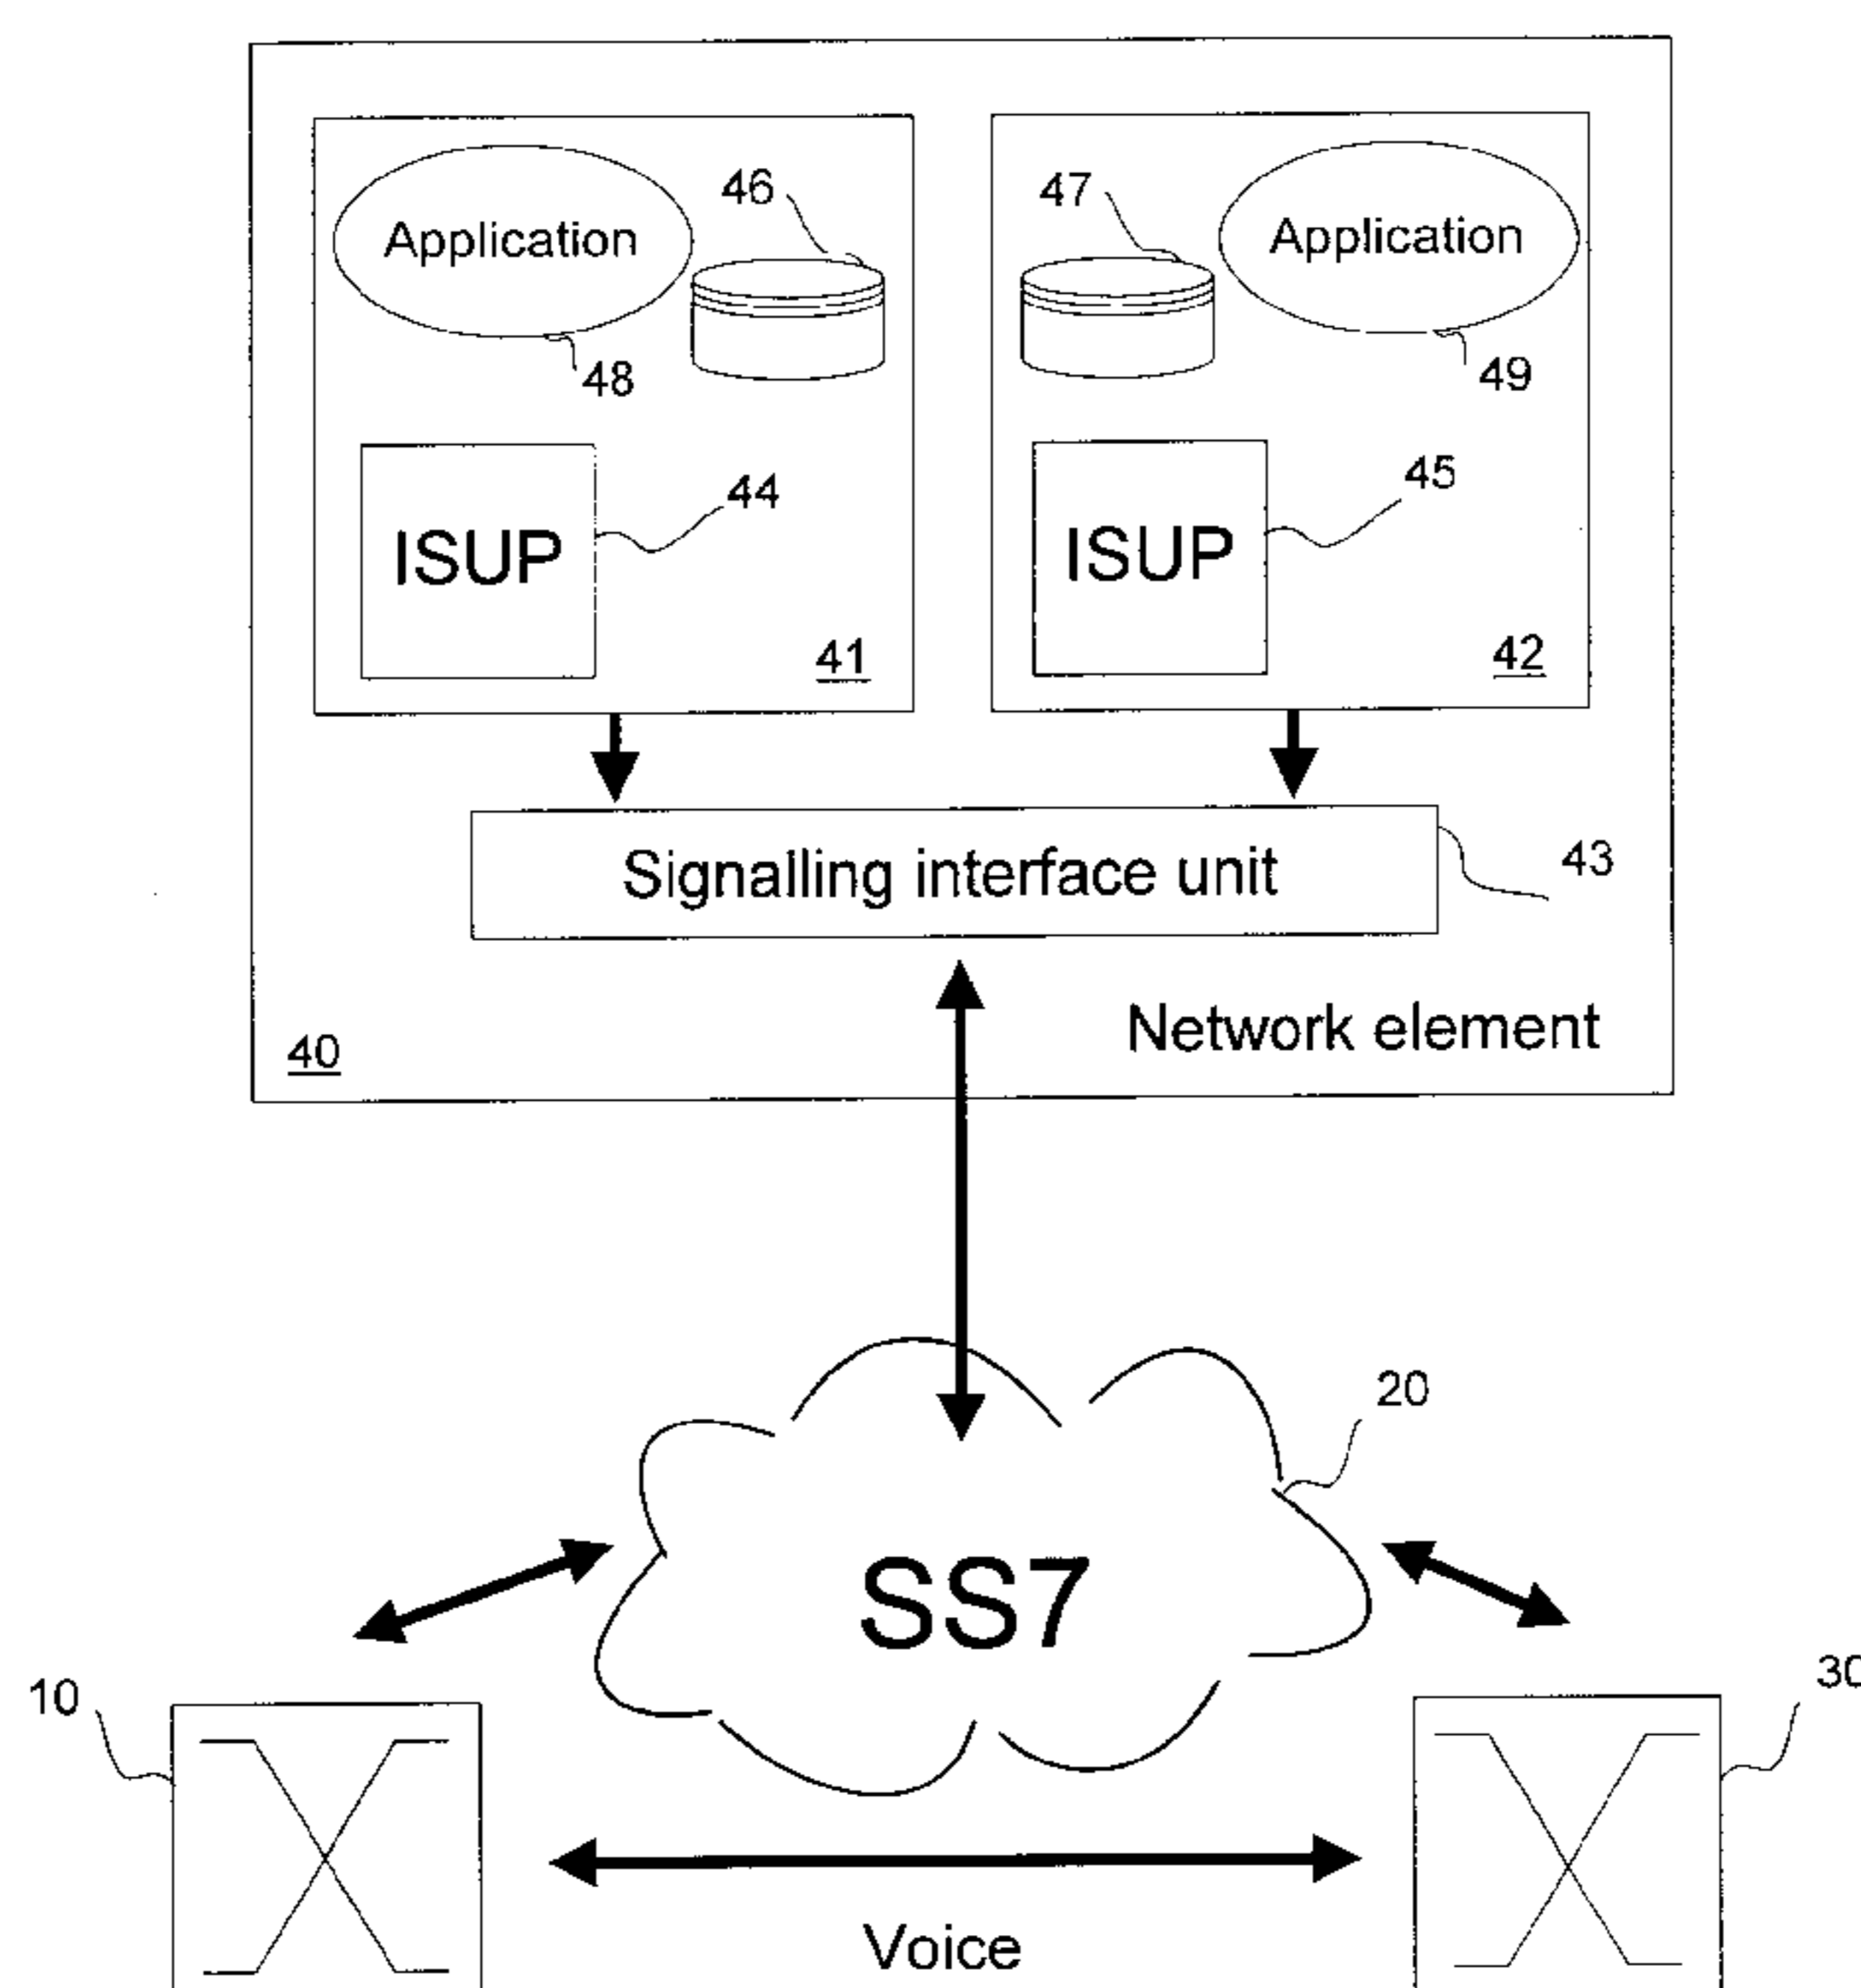 Application
46
47
Application
48
49
ISUP
44
ISUP
45
41
42
Signalling interface unit
43
Network element
40
20
SS7
10
30
Voice